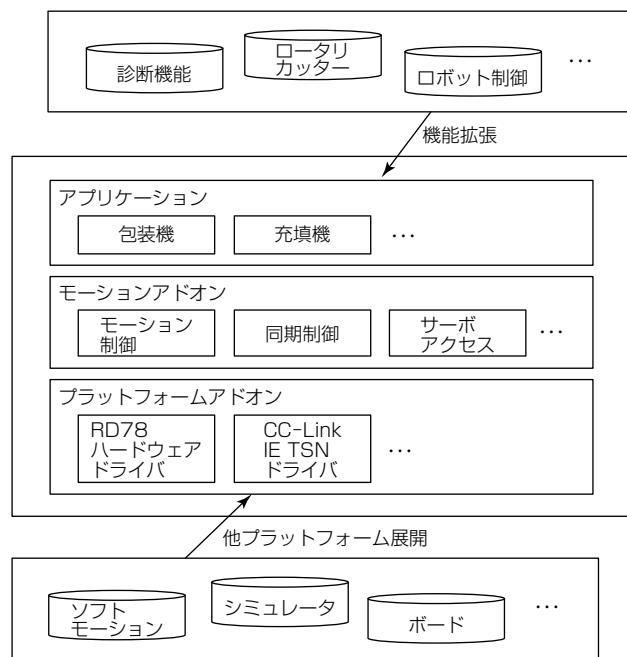 診断機能
ロータリ
カッター
ロボット制御
…
機能拡張
アプリケーション
包装機
充填機
…
モーションアドオン
モーション
制御
同期制御
サーボ
アクセス
…
プラットフォームアドオン
RD78
ハードウェア
ドライバ
CC-Link
IE TSN
ドライバ
…
他プラットフォーム展開
ソフト
モーション
シミュレータ
ボード
…